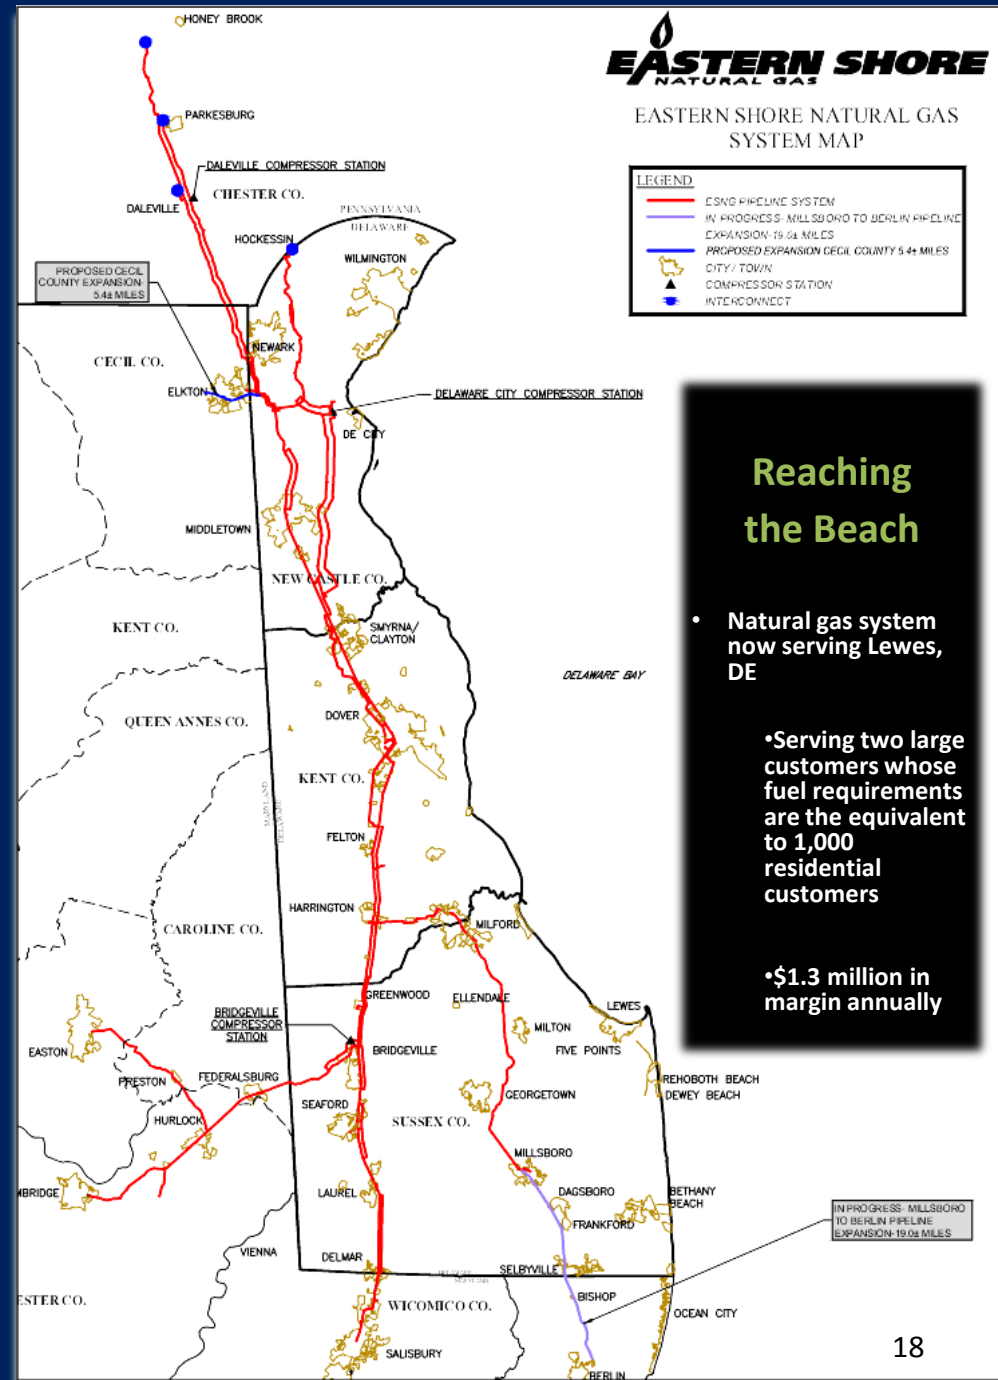 HONEY BROOK
EASTERN SHORE
NATURAL GAS
EASTERN SHORE NATURAL GAS
SYSTEM MAP
LEGEND
ESNG PIPELINE SYSTEM
IN PROGRESS- MILLSBORO TO BERLIN PIPELINE
EXPANSION-19.0± MILES
PROPOSED EXPANSION CECIL COUNTY 5.4± MILES
CITY / TOWN
COMPRESSOR STATION
INTERCONNECT
PARKESBURG
DALEVILLE COMPRESSOR STATION
CHESTER CO.
DALEVILLE
PENNSYLVANIA
DELAWARE
HOCKESSIN
WILMINGTON
PROPOSED CECIL
COUNTY EXPANSION-
5.4± MILES
NEWARK
CECIL CO.
ELKTON
DELAWARE CITY COMPRESSOR STATION
DE CITY
MIDDLETOWN
NEW CASTLE CO.
KENT CO.
SMYRNA/
CLAYTON
DELAWARE BAY
QUEEN ANNES CO.
DOVER
KENT CO.
MARYLAND
DELAWARE
FELTON
HARRINGTON
MILFORD
CAROLINE CO.
GREENWOOD
ELLENDALE
LEWES
BRIDGEVILLE
COMPRESSOR
STATION
MILTON
FIVE POINTS
BRIDGEVILLE
EASTON
PRESTON
FEDERALSBURG
REHOBOTH BEACH
DEWEY BEACH
GEORGETOWN
SEAFORD
HURLOCK
SUSSEX CO.
MILLSBORO
MBRIDGE
LAUREL
DAGSBORO
BETHANY
BEACH
FRANKFORD
IN PROGRESS- MILLSBORO
TO BERLIN PIPELINE
EXPANSION-19.0± MILES
VIENNA
DELMAR
SELBYVILLE
DELAWARE
MARYLAND
BISHOP
ESTER CO.
WICOMICO CO.
OCEAN CITY
SALISBURY
BERLIN
Reaching
the Beach
• Natural gas system
now serving Lewes,
DE
•Serving two large
customers whose
fuel requirements
are the equivalent
to 1,000
residential
customers
•$1.3 million in
margin annually
18